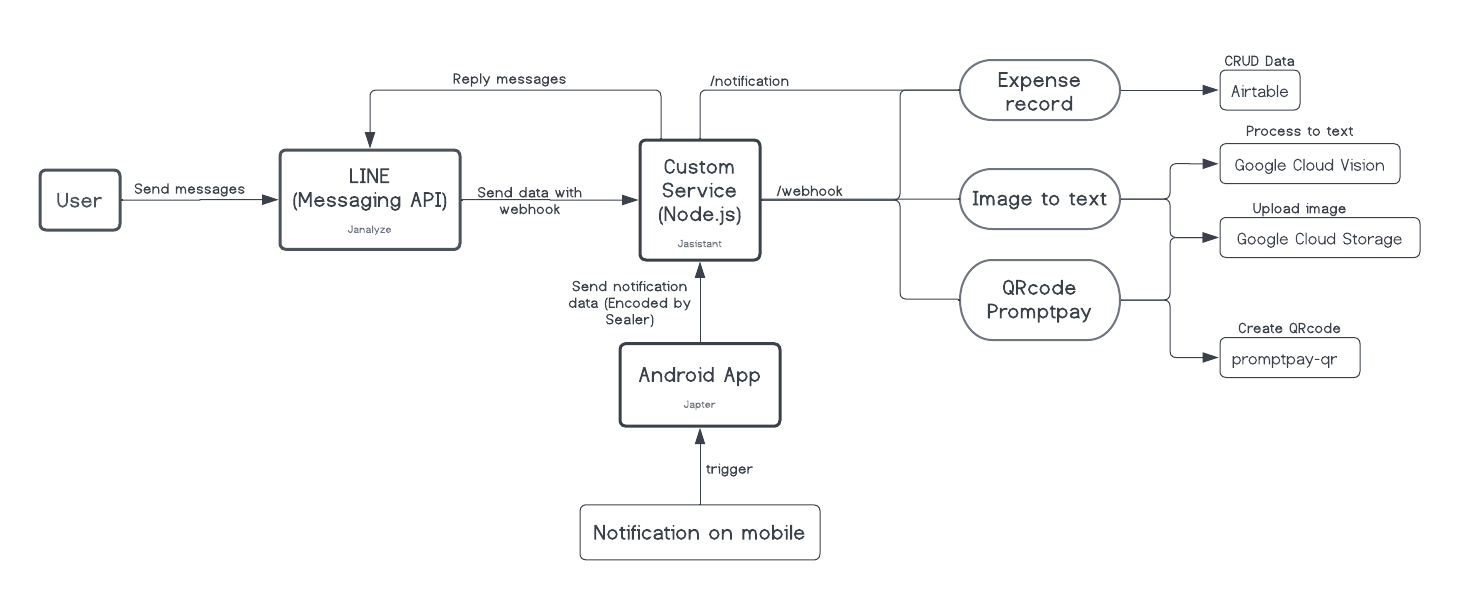 CRUD Data
Reply messages
/notification
Expense
record
Airtable
Process to text
User
Send messages
LINE
(Messaging API)
Janalyze
Send data with
webhook
Custom
Service
(Node.js)
Jasistant
/webhook
Image to text
Google Cloud Vision
Upload image
Google Cloud Storage
Send notification
data (Encoded by
Sealer)
QRcode
Promptpay
Create QRcode
promptpay-qr
Android App
Japter
trigger
Notification on mobile